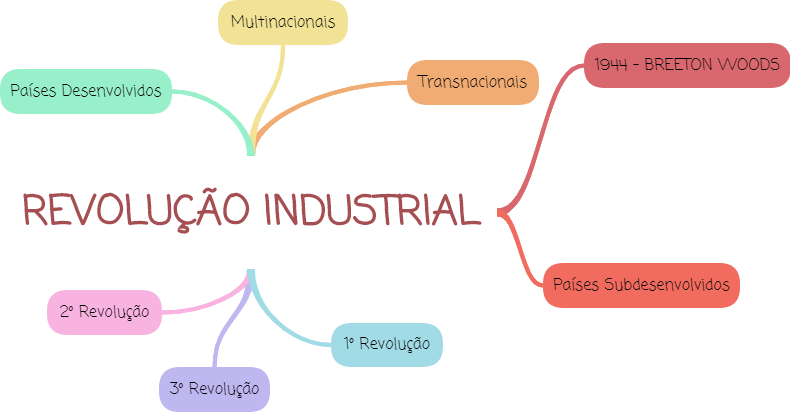 Multinacionais
1944 - BREETON WOODS
Transnacionais
Países Desenvolvidos
REVOLUÇÃO INDUSTRIAL
Países Subdesenvolvidos
2º Revolução
1º Revolução
3º Revolução